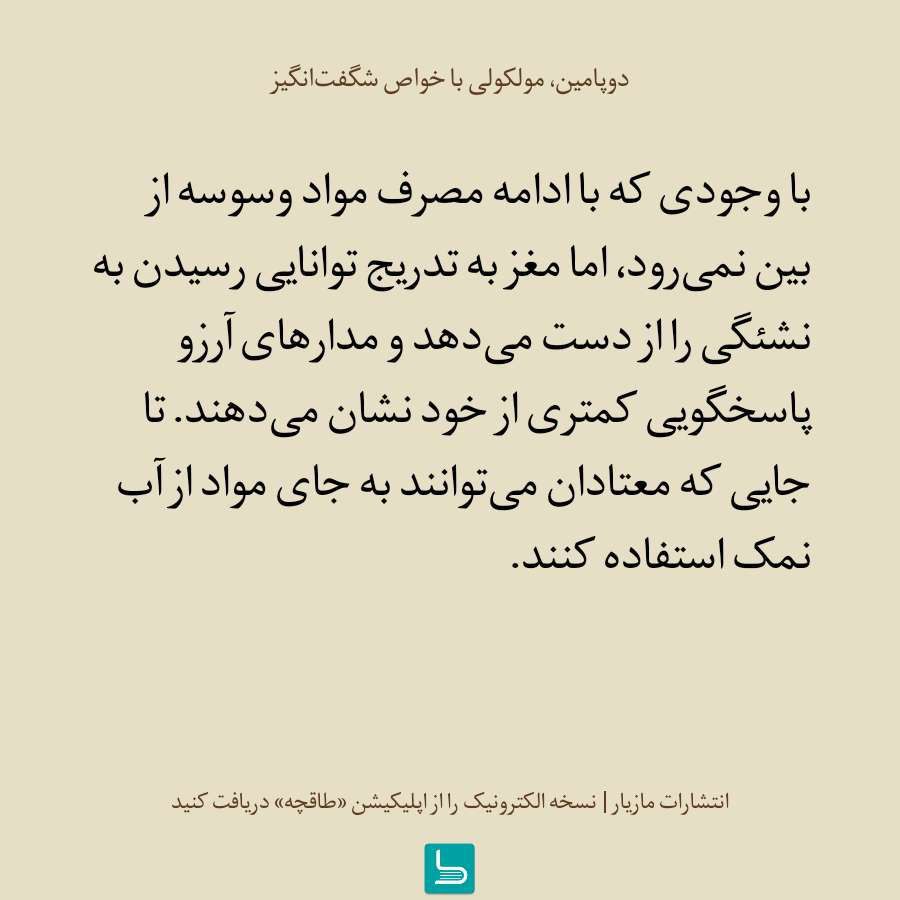 دوپامین، مولکولی با خواص شگفت‌انگیز
با وجودی که با ادامه مصرف مواد وسوسه از
بین نمی‌رود، اما مغز به تدریج توانایی رسیدن به
نشئگی را از دست می‌دهد و مدارهای آرزو
پاسخگویی کمتری از خود نشان می‌دهند. تا
جایی که معتادان می‌توانند به جای مواد از آب
نمک استفاده کنند.
انتشارات مازیار | نسخه الکترونیک را از اپلیکیشن «طاقچه» دریافت کنید